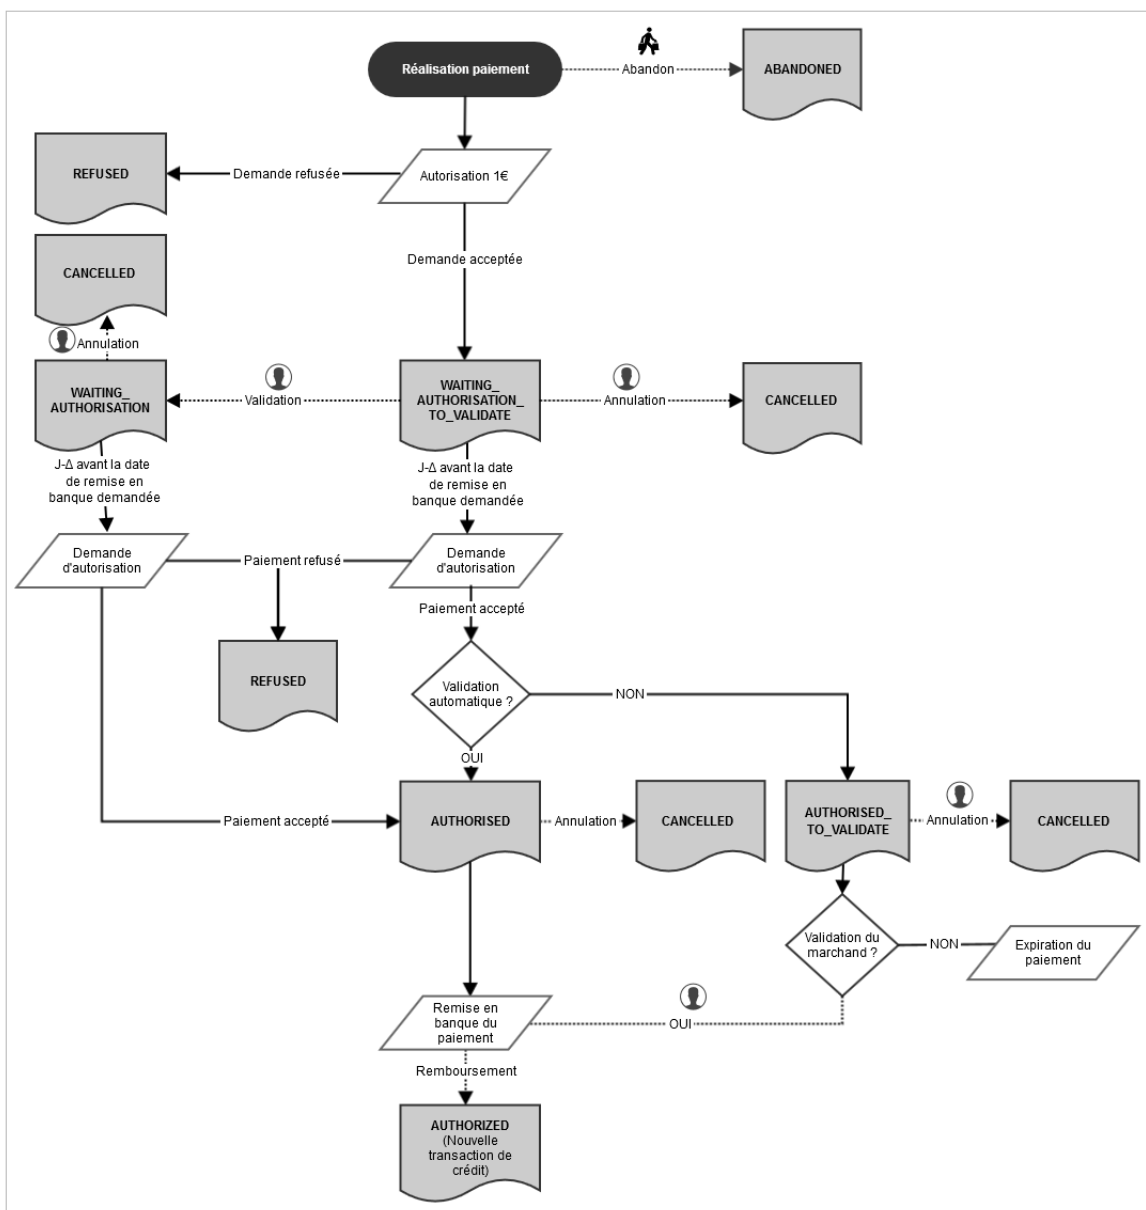 Réalisation paiement
Abandon
ABANDONED
REFUSED
Demande refusée
Autorisation 1€
CANCELLED
Demande acceptée
Annulation
WAITING_
AUTHORISATION
Validation
WAITING_
AUTHORISATION_
TO_VALIDATE
Annulation
CANCELLED
J-Δ avant la date
de remise en
banque demandée
J-Δ avant la date
de remise en
banque demandée
Demande
d'autorisation
Paiement refusé
Demande
d'autorisation
Paiement accepté
REFUSED
Validation
automatique ?
NON
OUI
Paiement accepté
AUTHORISED
Annulation
CANCELLED
AUTHORISED_
TO_VALIDATE
Annulation
CANCELLED
Validation du
marchand ?
NON
Expiration du
paiement
Remise en
banque du
paiement
OUI
Remboursement
AUTHORIZED
(Nouvelle
transaction de
crédit)